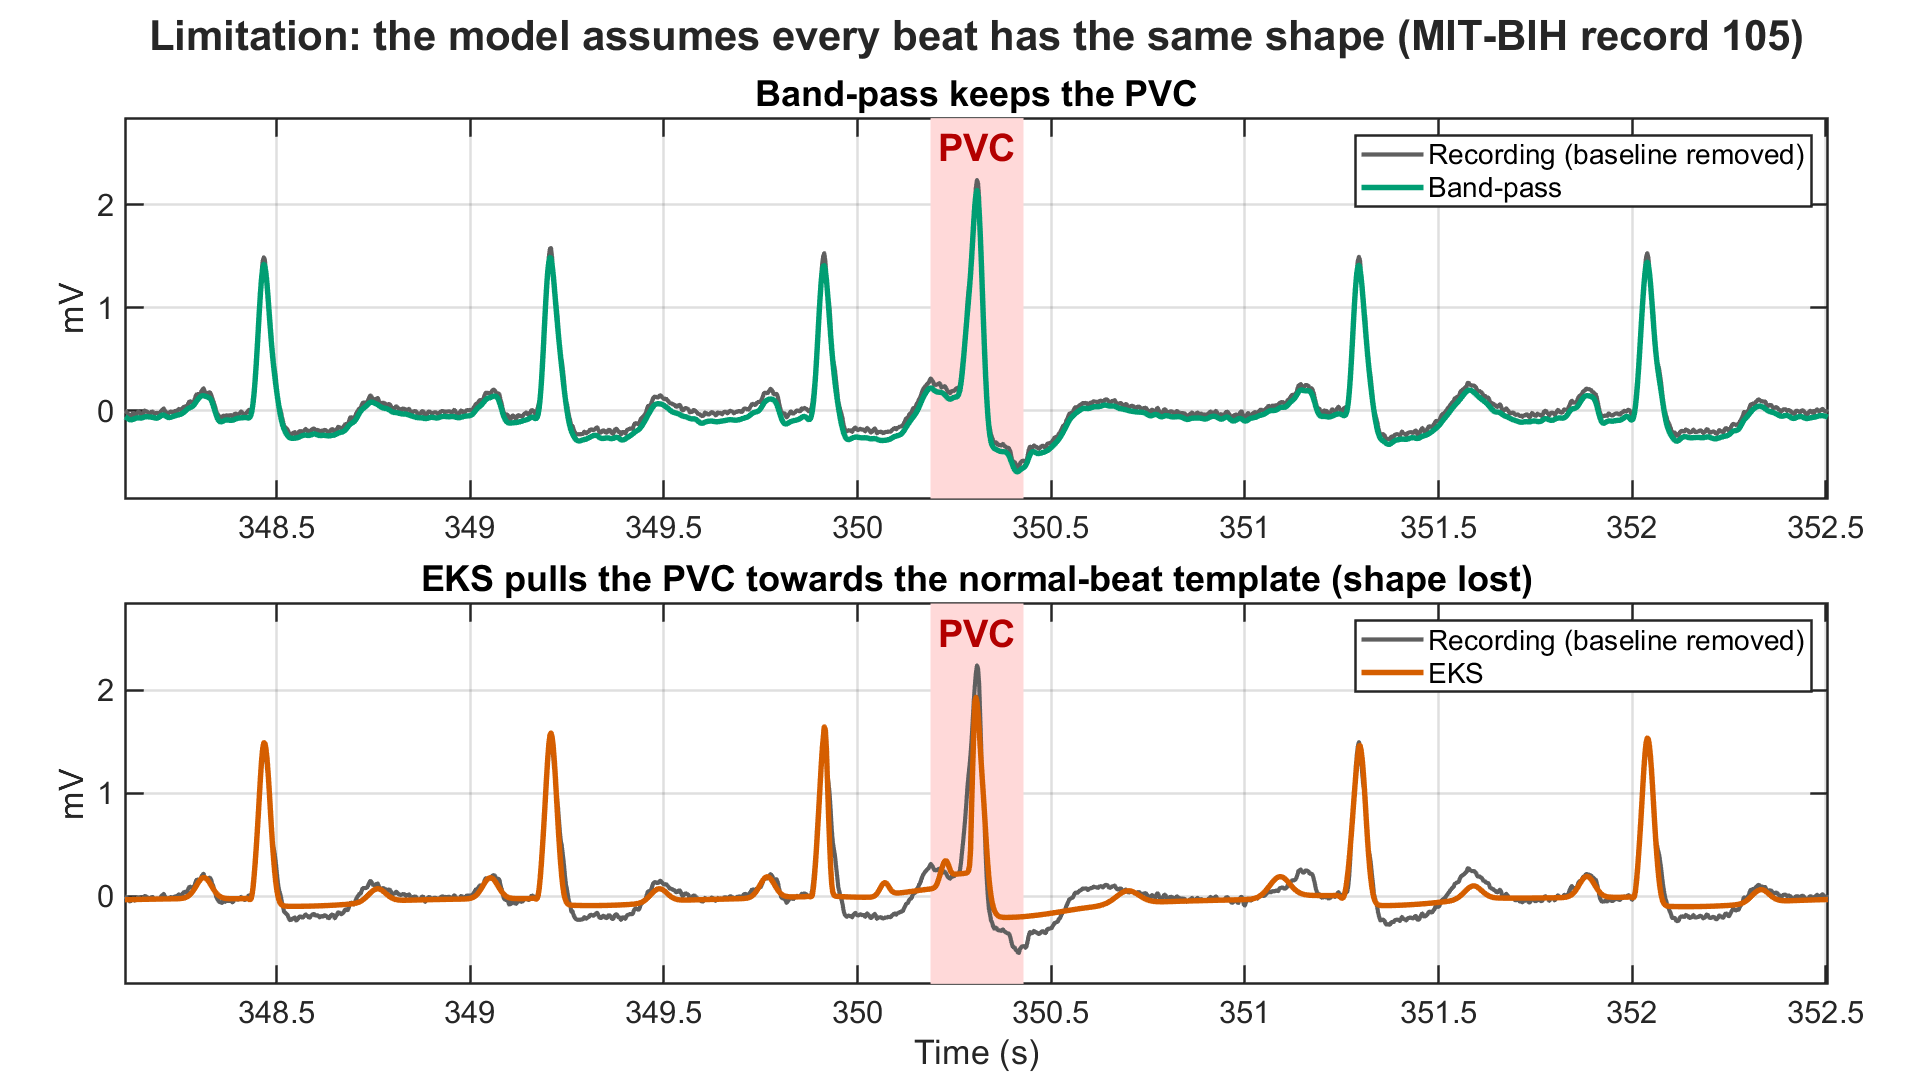 Limitation: the model assumes every beat has the same shape (MIT-BIH record 105)
Band-pass keeps the PVC
PVC
Recording (baseline removed)
Band-pass
mV
2
1
0
348.5 349 349.5 350 350.5 351 351.5 352 352.5
EKS pulls the PVC towards the normal-beat template (shape lost)
PVC
Recording (baseline removed)
EKS
mV
2
1
0
348.5 349 349.5 350 350.5 351 351.5 352 352.5
Time (s)